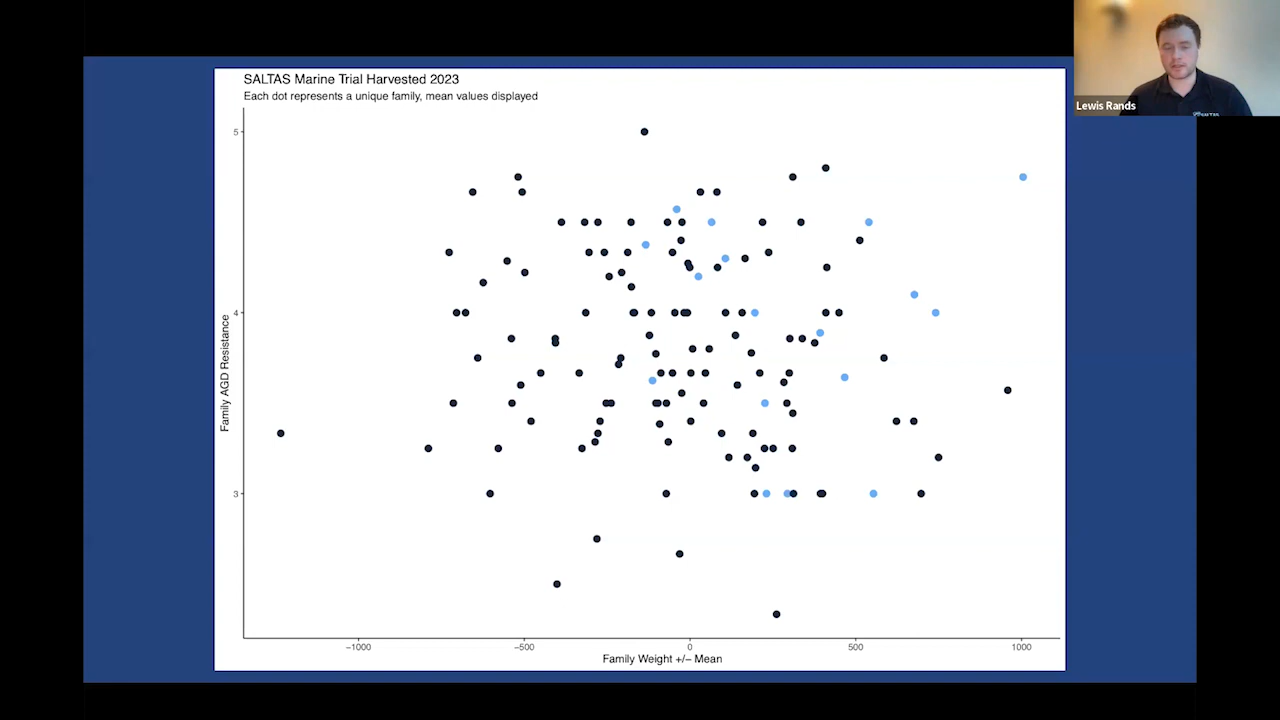 SALTAS Marine Trial Harvested 2023
Each dot represents a unique family, mean values displayed
Lewis Rands
SALTAS
5
4
3
Family AGD Resistance
−1000
−500
0
500
1000
Family Weight +/− Mean